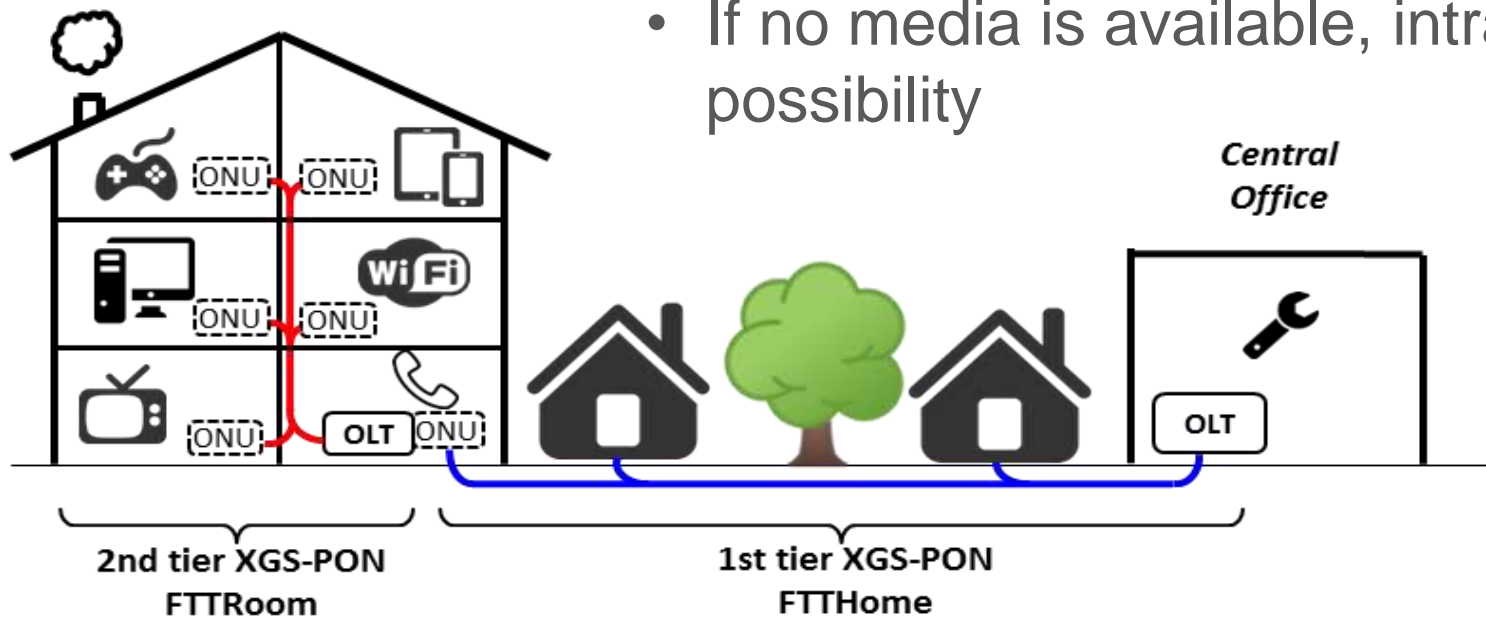 • If no media is available, intra
possibility
Central
Office
ONU
ONU
WiFi
ONU
ONU
ONU
OLT
ONU
OLT
2nd tier XGS-PON
FTTRoom
1st tier XGS-PON
FTTHome